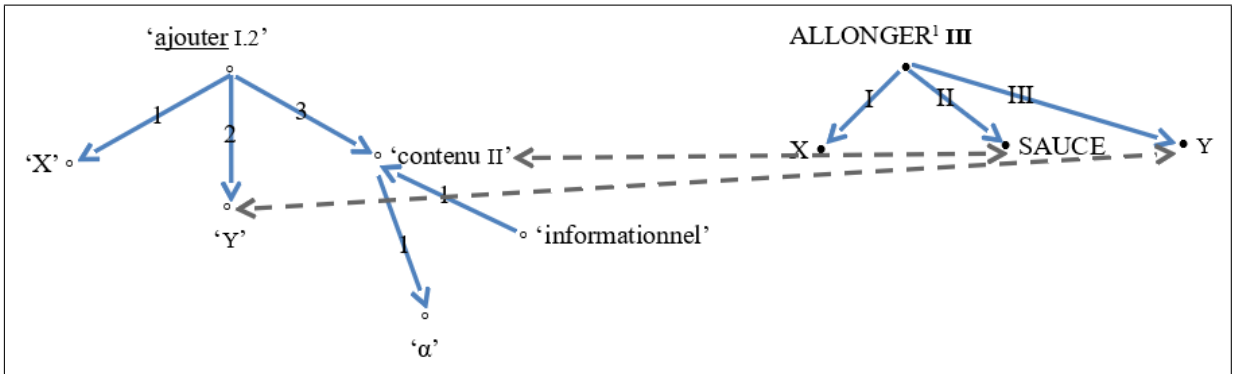 ‘ajouter I.2’ ALLONGER¹ III
1 2 3 I II III
‘X’ ‘contenu II’ X SAUCE Y
1
‘Y’ ‘informationnel’
1
‘α’